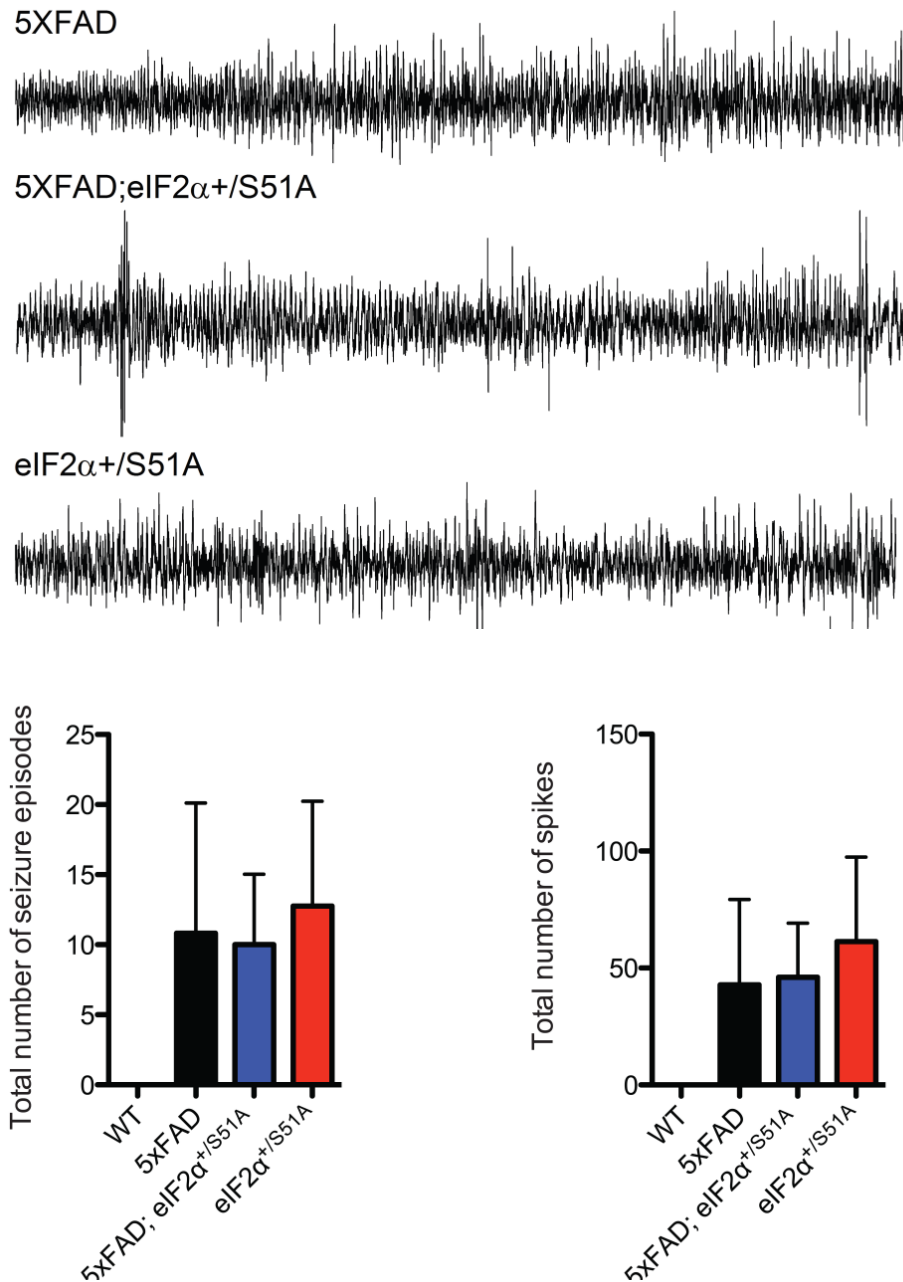 5XFAD
5XFAD;eIF2α+/S51A
eIF2α+/S51A
Total number of seizure episodes
25
20
15
10
5
0
WT
5xFAD
5xFAD; eIF2α+/S51A
eIF2α+/S51A
Total number of spikes
150
100
50
0
WT
5xFAD
5xFAD; eIF2α+/S51A
eIF2α+/S51A